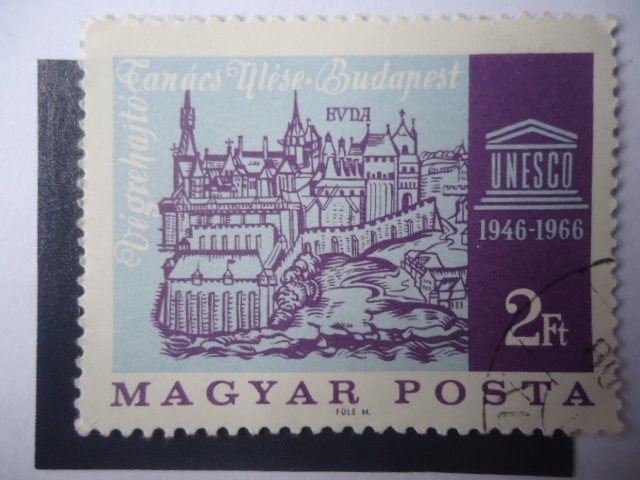 Végrehajtó Tanács Ülése · Budapest
BVDA
UNESCO
1946-1966
2Ft
MAGYAR POSTA
FÜLE M.